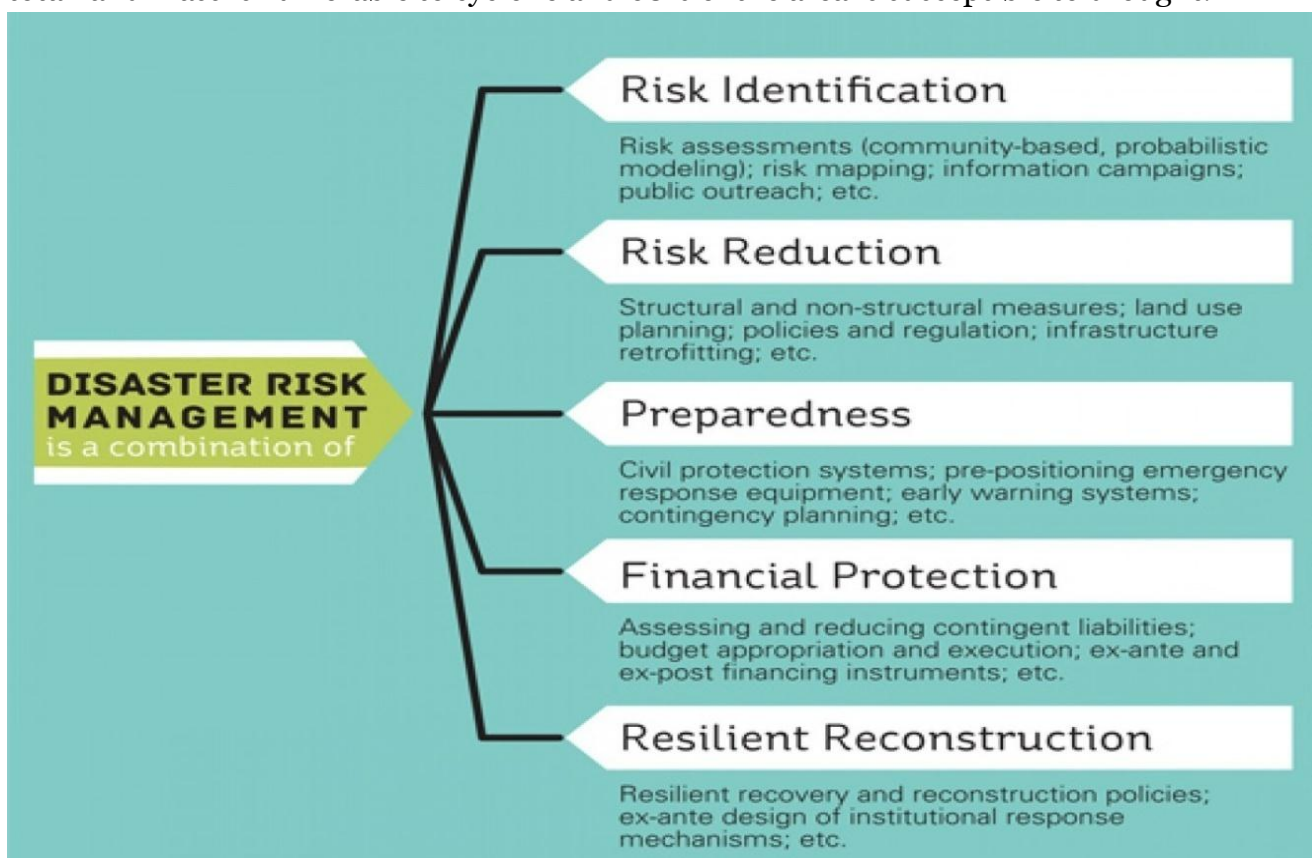 DISASTER RISK
MANAGEMENT
is a combination of
Risk Identification
Risk assessments (community-based, probabilistic
modeling); risk mapping; information campaigns;
public outreach; etc.
Risk Reduction
Structural and non-structural measures; land use
planning; policies and regulation; infrastructure
retrofitting; etc.
Preparedness
Civil protection systems; pre-positioning emergency
response equipment; early warning systems;
contingency planning; etc.
Financial Protection
Assessing and reducing contingent liabilities;
budget appropriation and execution; ex-ante and
ex-post financing instruments; etc.
Resilient Reconstruction
Resilient recovery and reconstruction policies;
ex-ante design of institutional response
mechanisms; etc.